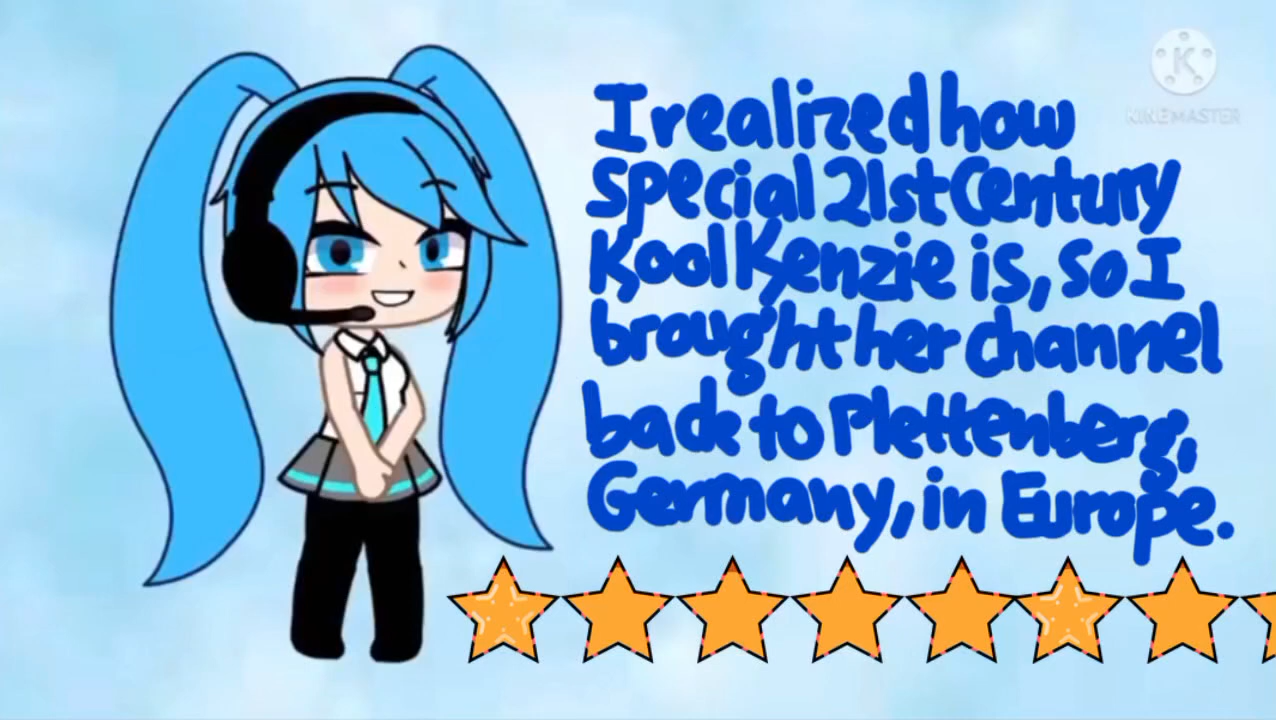 I realized how
special 21st Century
Kool Kenzie is, so I
brought her channel
back to Plettenberg,
Germany, in Europe.
K
KINEMASTER